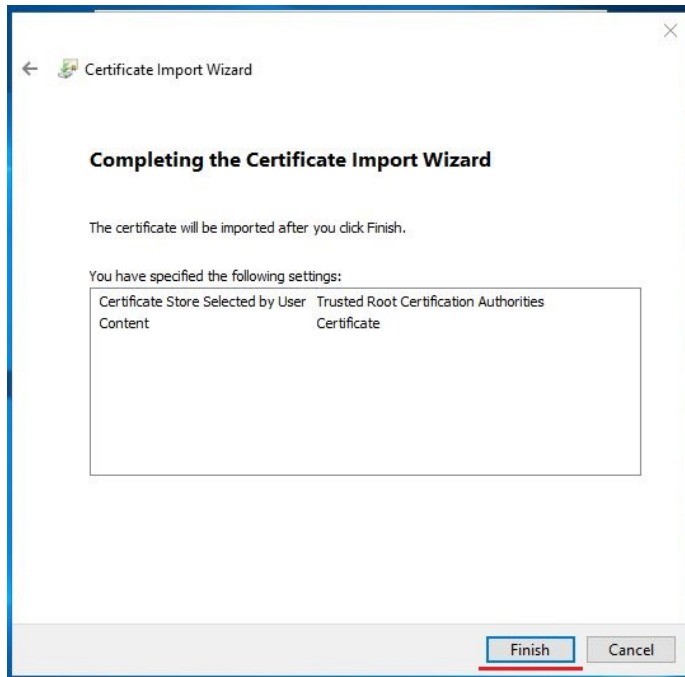 Certificate Import Wizard
Completing the Certificate Import Wizard
The certificate will be imported after you click Finish.
You have specified the following settings:
Certificate Store Selected by User Trusted Root Certification Authorities
Content Certificate
Finish Cancel